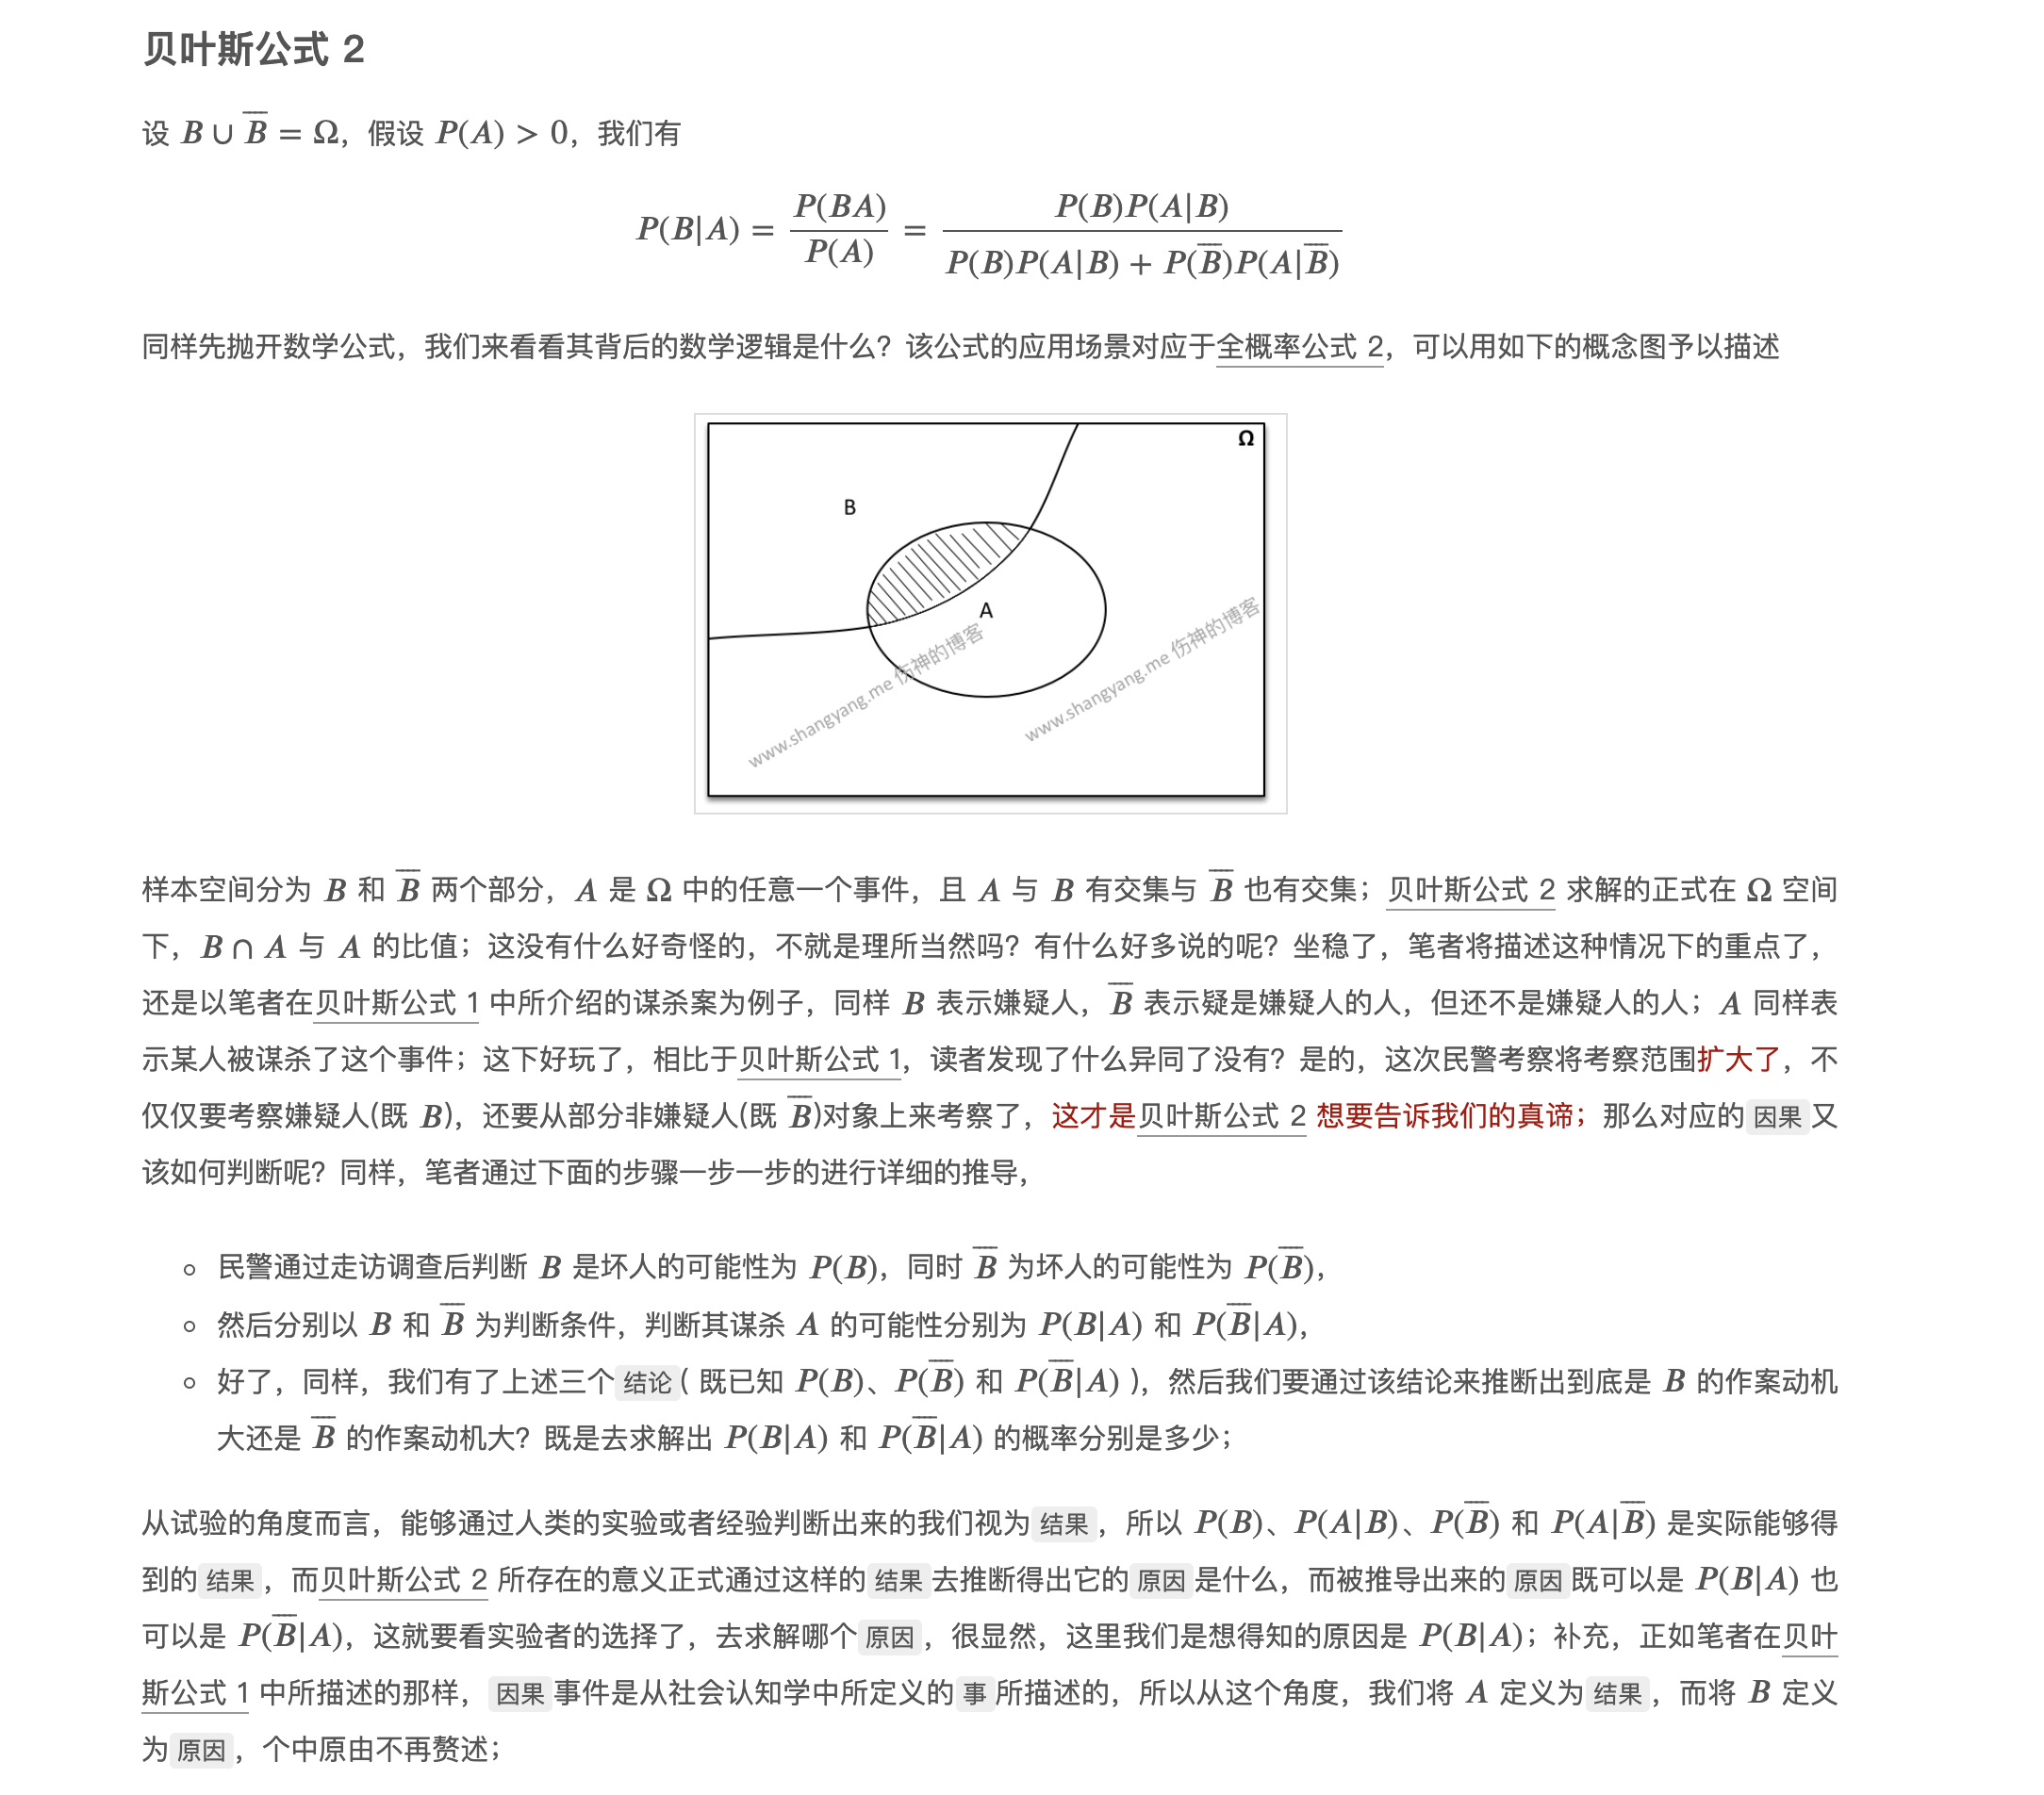 贝叶斯公式 2
设 B ∪ B̅ = Ω，假设 P(A) > 0，我们有
P(B|A) = P(BA) / P(A) = P(B)P(A|B) / (P(B)P(A|B) + P(B̅)P(A|B̅))
同样先抛开数学公式，我们来看看其背后的数学逻辑是什么？该公式的应用场景对应于全概率公式 2，可以用如下的概念图予以描述
Ω
B
A
www.shangyang.me 伤神的博客
www.shangyang.me 伤神的博客
样本空间分为 B 和 B̅ 两个部分，A 是 Ω 中的任意一个事件，且 A 与 B 有交集与 B̅ 也有交集；贝叶斯公式 2 求解的正式在 Ω 空间
下，B ∩ A 与 A 的比值；这没有什么好奇怪的，不就是理所当然吗？有什么好多说的呢？坐稳了，笔者将描述这种情况下的重点了，
还是以笔者在贝叶斯公式 1 中所介绍的谋杀案为例子，同样 B 表示嫌疑人，B̅ 表示疑是嫌疑人的人，但还不是嫌疑人的人；A 同样表
示某人被谋杀了这个事件；这下好玩了，相比于贝叶斯公式 1，读者发现了什么异同了没有？是的，这次民警考察将考察范围扩大了，不
仅仅要考察嫌疑人(既 B)，还要从部分非嫌疑人(既 B̅)对象上来考察了，这才是贝叶斯公式 2 想要告诉我们的真谛；那么对应的 因果 又
该如何判断呢？同样，笔者通过下面的步骤一步一步的进行详细的推导，
○ 民警通过走访调查后判断 B 是坏人的可能性为 P(B)，同时 B̅ 为坏人的可能性为 P(B̅)，
○ 然后分别以 B 和 B̅ 为判断条件，判断其谋杀 A 的可能性分别为 P(B|A) 和 P(B̅|A)，
○ 好了，同样，我们有了上述三个 结论 ( 既已知 P(B)、P(B̅) 和 P(B̅|A) )，然后我们要通过该结论来推断出到底是 B 的作案动机
大还是 B̅ 的作案动机大？既是去求解出 P(B|A) 和 P(B̅|A) 的概率分别是多少；
从试验的角度而言，能够通过人类的实验或者经验判断出来的我们视为 结果 ，所以 P(B)、P(A|B)、P(B̅) 和 P(A|B̅) 是实际能够得
到的 结果 ，而贝叶斯公式 2 所存在的意义正式通过这样的 结果 去推断得出它的 原因 是什么，而被推导出来的 原因 既可以是 P(B|A) 也
可以是 P(B̅|A)，这就要看实验者的选择了，去求解哪个 原因 ，很显然，这里我们是想得知的原因是 P(B|A)；补充，正如笔者在贝叶
斯公式 1 中所描述的那样， 因果 事件是从社会认知学中所定义的 事 所描述的，所以从这个角度，我们将 A 定义为 结果 ，而将 B 定义
为 原因 ，个中原由不再赘述；